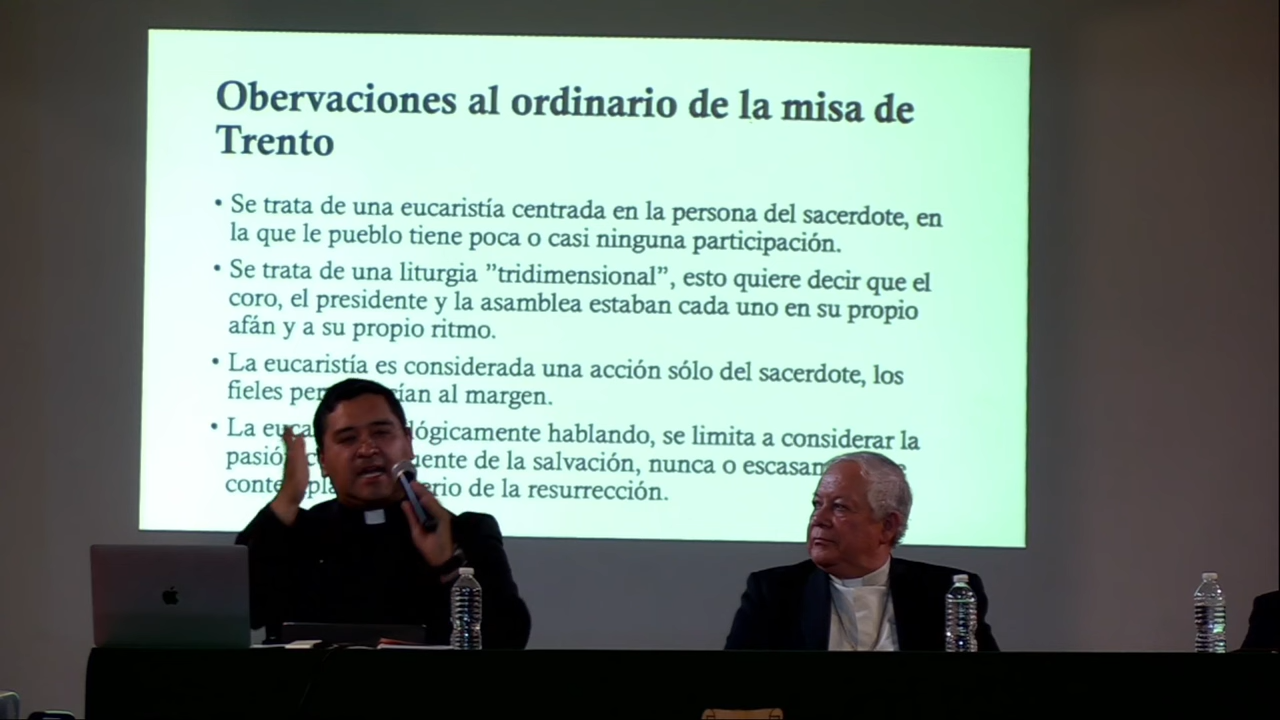 Obervaciones al ordinario de la misa de
Trento
• Se trata de una eucaristía centrada en la persona del sacerdote, en
la que le pueblo tiene poca o casi ninguna participación.
• Se trata de una liturgia ”tridimensional”, esto quiere decir que el
coro, el presidente y la asamblea estaban cada uno en su propio
afán y a su propio ritmo.
• La eucaristía es considerada una acción sólo del sacerdote, los
fieles al margen.
• La hablando, se limita a considerar la
de la salvación, nunca o
de la resurrección.